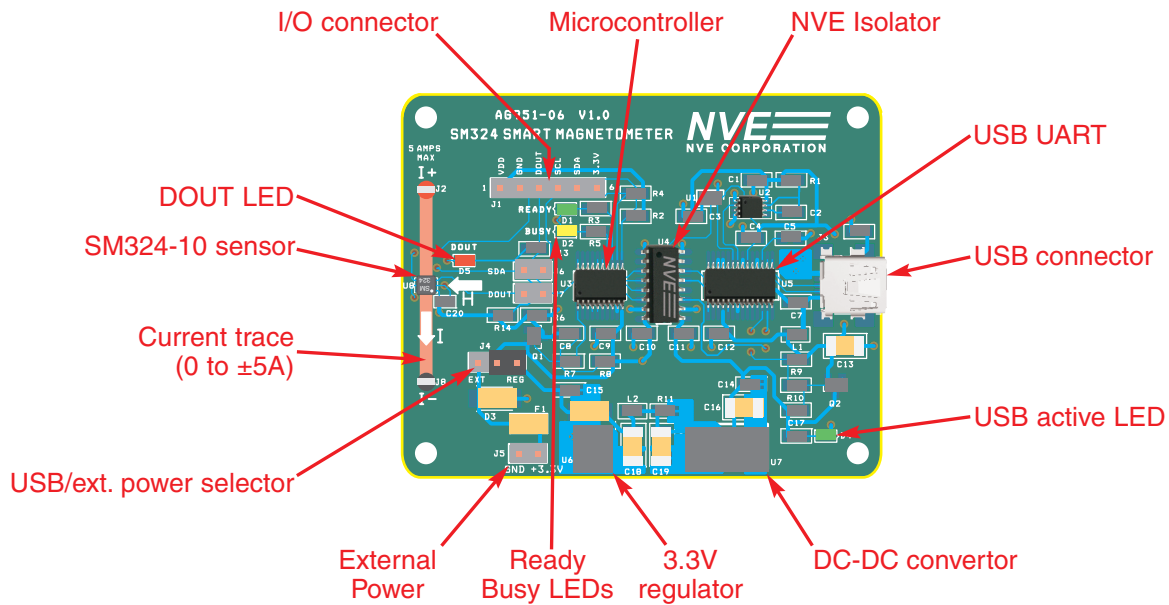 I/O connector
Microcontroller
NVE Isolator
USB UART
USB connector
USB active LED
DC-DC convertor
3.3V
regulator
Ready
Busy LEDs
External
Power
USB/ext. power selector
Current trace
(0 to ±5A)
SM324-10 sensor
DOUT LED
V1.0
SM324 SMART MAGNETOMETER
NVE
NVE CORPORATION
5 AMPS
MAX
I+
J2
VDD
GND
DOUT
SCL
SDA
3.3V
1
6
J1
READY
D1
BUSY
D2
R3
R5
R4
R2
U1
C3
C1
R1
U2
C2
C4
C5
DOUT
D5
SDA
DOUT
U3
U4
NVE
U5
SM
324
H
C20
R14
I
C7
C8
C9
C10
C11
C12
L1
C13
Q1
R7
R8
R9
J4
EXT
REG
J8
I−
D3
F1
C15
L2
R11
C14
C16
R10
Q2
C17
J5
GND +3.3V
U6
C18
C19
U7